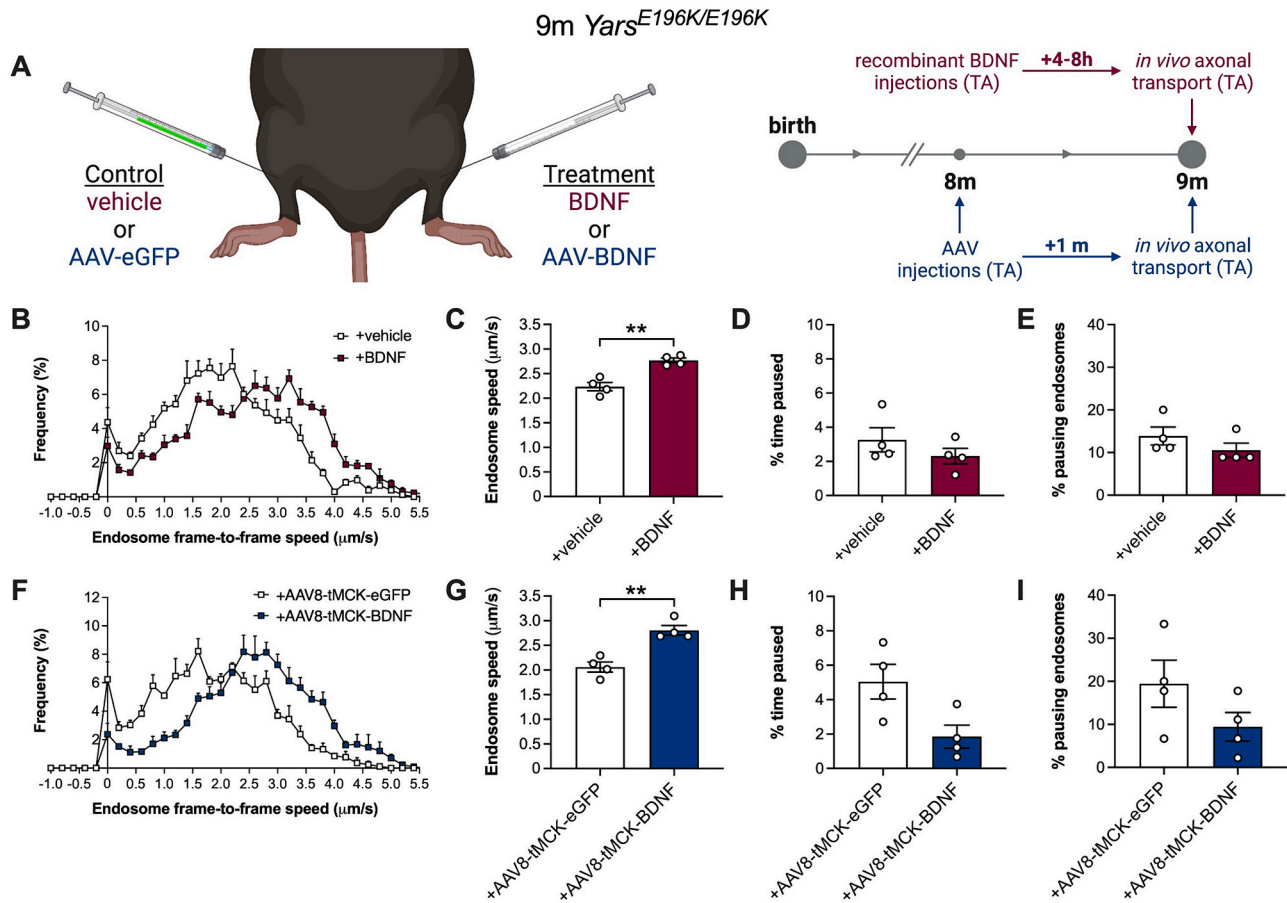 9m Yars^E196K/E196K
A
Control
vehicle
or
AAV-eGFP
Treatment
BDNF
or
AAV-BDNF
recombinant BDNF
injections (TA)
+4-8h
in vivo axonal
transport (TA)
birth
8m
9m
AAV
injections (TA)
+1 m
in vivo axonal
transport (TA)
B
+vehicle
+BDNF
Frequency (%)
10
8
6
4
2
-1.0 -0.5 0 0.5 1.0 1.5 2.0 2.5 3.0 3.5 4.0 4.5 5.0 5.5
Endosome frame-to-frame speed (μm/s)
C
**
Endosome speed (μm/s)
3.5
3.0
2.5
2.0
1.5
1.0
0.5
0
+vehicle
+BDNF
D
% time paused
10
8
6
4
2
0
+vehicle
+BDNF
E
% pausing endosomes
40
30
20
10
0
+vehicle
+BDNF
F
+AAV8-tMCK-eGFP
+AAV8-tMCK-BDNF
Frequency (%)
12
10
8
6
4
2
-1.0 -0.5 0 0.5 1.0 1.5 2.0 2.5 3.0 3.5 4.0 4.5 5.0 5.5
Endosome frame-to-frame speed (μm/s)
G
**
Endosome speed (μm/s)
3.5
3.0
2.5
2.0
1.5
1.0
0.5
0
+AAV8-tMCK-eGFP
+AAV8-tMCK-BDNF
H
% time paused
10
8
6
4
2
0
+AAV8-tMCK-eGFP
+AAV8-tMCK-BDNF
I
% pausing endosomes
40
30
20
10
0
+AAV8-tMCK-eGFP
+AAV8-tMCK-BDNF